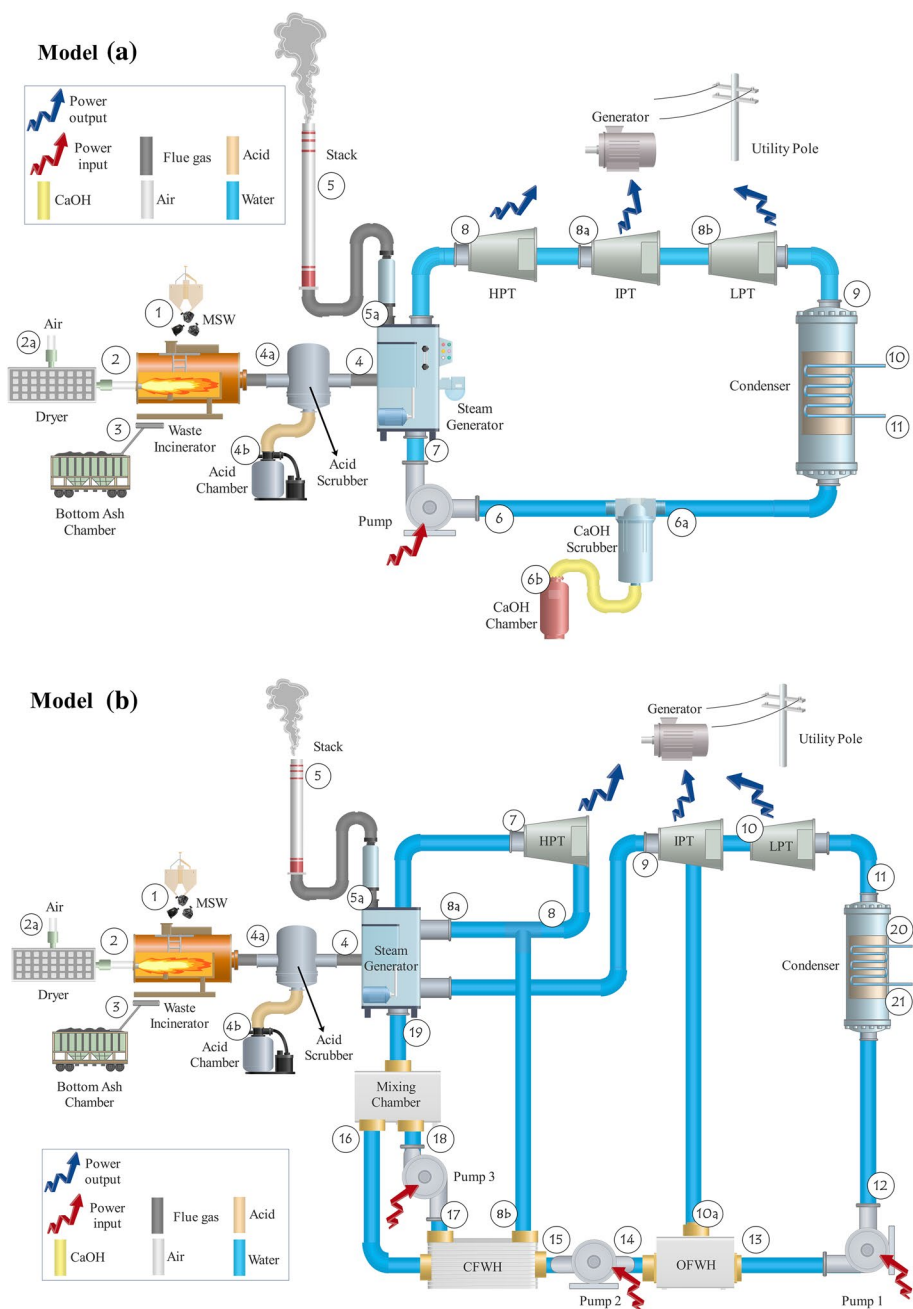 Model (a)
Power
output
Power
input
Flue gas
Acid
CaOH
Air
Water
Stack
5
Generator
Utility Pole
8
8a
8b
HPT
IPT
LPT
9
1
MSW
Air
2a
2
4a
4
5a
Dryer
3
Waste
Incinerator
Bottom Ash
Chamber
4b
Acid
Chamber
Acid
Scrubber
Steam
Generator
7
Pump
6
6a
CaOH
Scrubber
6b
CaOH
Chamber
Condenser
10
11
Model (b)
Stack
5
Generator
Utility Pole
7
HPT
9
IPT
10
LPT
11
1
MSW
Air
2a
2
4a
4
5a
8a
8
Steam
Generator
Dryer
3
Waste
Incinerator
Bottom Ash
Chamber
4b
Acid
Chamber
Acid
Scrubber
19
Condenser
20
21
Mixing
Chamber
16
18
Pump 3
17
8b
CFWH
15
14
Pump 2
10a
OFWH
13
12
Pump 1
Power
output
Power
input
Flue gas
Acid
CaOH
Air
Water